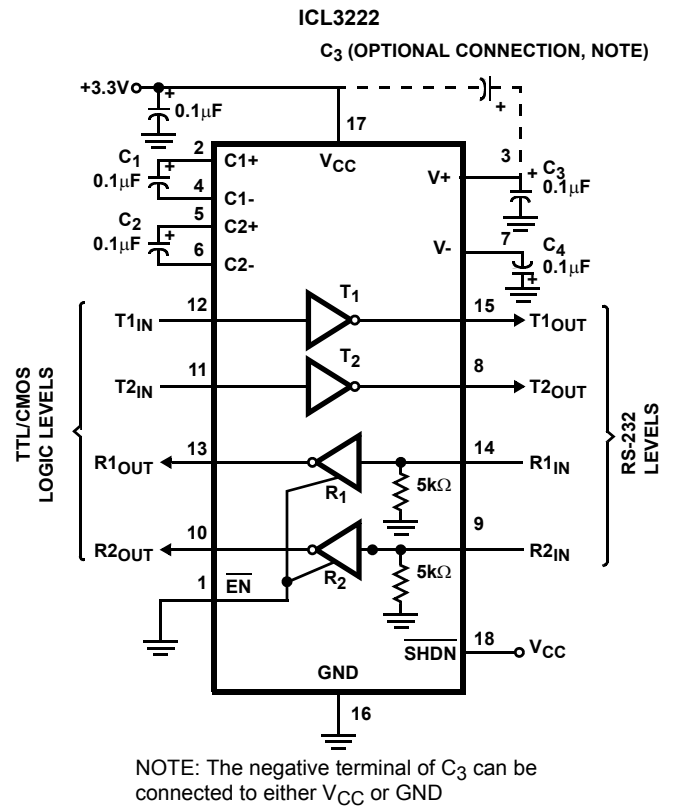 ICL3222
C3 (OPTIONAL CONNECTION, NOTE)
+3.3V
+
0.1µF
+
17
2
C1+
VCC
3
C1
0.1µF
+
4
C1-
V+
+
C3
0.1µF
5
C2+
C2
0.1µF
+
6
C2-
V-
7
C4
0.1µF
+
T1IN
12
T1
15
T1OUT
T2IN
11
T2
8
T2OUT
TTL/CMOS
LOGIC LEVELS
RS-232
LEVELS
R1OUT
13
R1
14
R1IN
5kΩ
R2OUT
10
R2
9
R2IN
5kΩ
1
EN
SHDN
18
VCC
GND
16
NOTE: The negative terminal of C3 can be
connected to either VCC or GND